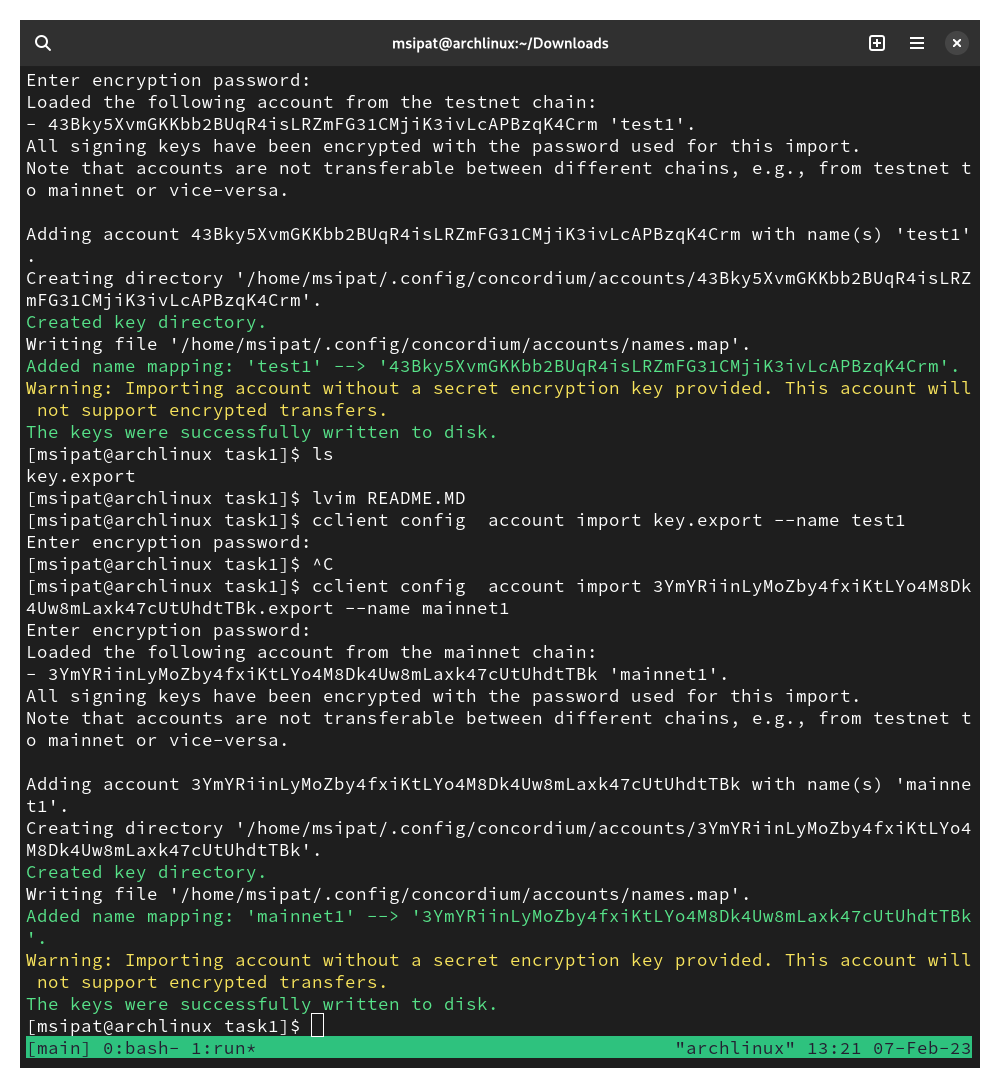 msipat@archlinux:~/Downloads
Enter encryption password:
Loaded the following account from the testnet chain:
- 43Bky5XvmGKKbb2BUqR4isLRZmFG31CMjiK3ivLcAPBzqK4Crm 'test1'.
All signing keys have been encrypted with the password used for this import.
Note that accounts are not transferable between different chains, e.g., from testnet t
o mainnet or vice-versa.
Adding account 43Bky5XvmGKKbb2BUqR4isLRZmFG31CMjiK3ivLcAPBzqK4Crm with name(s) 'test1'
.
Creating directory '/home/msipat/.config/concordium/accounts/43Bky5XvmGKKbb2BUqR4isLRZ
mFG31CMjiK3ivLcAPBzqK4Crm'.
Created key directory.
Writing file '/home/msipat/.config/concordium/accounts/names.map'.
Added name mapping: 'test1' --> '43Bky5XvmGKKbb2BUqR4isLRZmFG31CMjiK3ivLcAPBzqK4Crm'.
Warning: Importing account without a secret encryption key provided. This account will
 not support encrypted transfers.
The keys were successfully written to disk.
[msipat@archlinux task1]$ ls
key.export
[msipat@archlinux task1]$ lvim README.MD
[msipat@archlinux task1]$ cclient config  account import key.export --name test1
Enter encryption password:
[msipat@archlinux task1]$ ^C
[msipat@archlinux task1]$ cclient config  account import 3YmYRiinLyMoZby4fxiKtLYo4M8Dk
4Uw8mLaxk47cUtUhdtTBk.export --name mainnet1
Enter encryption password:
Loaded the following account from the mainnet chain:
- 3YmYRiinLyMoZby4fxiKtLYo4M8Dk4Uw8mLaxk47cUtUhdtTBk 'mainnet1'.
All signing keys have been encrypted with the password used for this import.
Note that accounts are not transferable between different chains, e.g., from testnet t
o mainnet or vice-versa.
Adding account 3YmYRiinLyMoZby4fxiKtLYo4M8Dk4Uw8mLaxk47cUtUhdtTBk with name(s) 'mainne
t1'.
Creating directory '/home/msipat/.config/concordium/accounts/3YmYRiinLyMoZby4fxiKtLYo4
M8Dk4Uw8mLaxk47cUtUhdtTBk'.
Created key directory.
Writing file '/home/msipat/.config/concordium/accounts/names.map'.
Added name mapping: 'mainnet1' --> '3YmYRiinLyMoZby4fxiKtLYo4M8Dk4Uw8mLaxk47cUtUhdtTBk
'.
Warning: Importing account without a secret encryption key provided. This account will
 not support encrypted transfers.
The keys were successfully written to disk.
[msipat@archlinux task1]$
[main] 0:bash- 1:run* "archlinux" 13:21 07-Feb-23